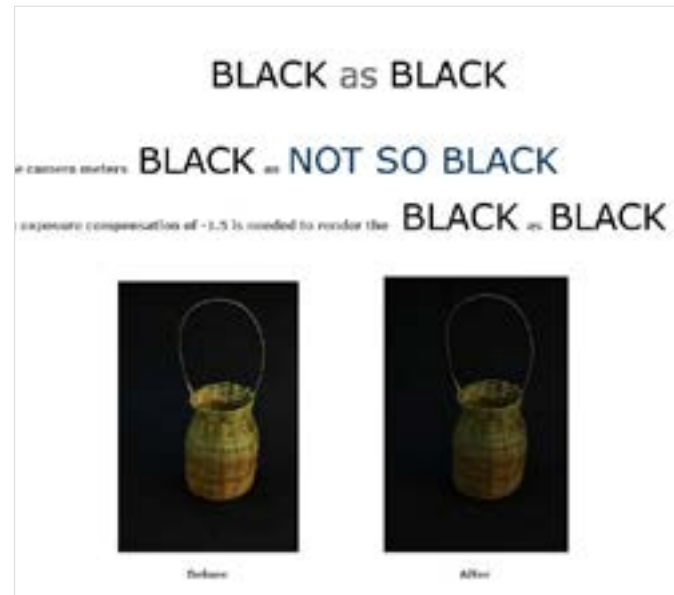 BLACK as BLACK
camera meters BLACK as NOT SO BLACK
exposure compensation of -1.5 is needed to render the BLACK as BLACK
Before
After